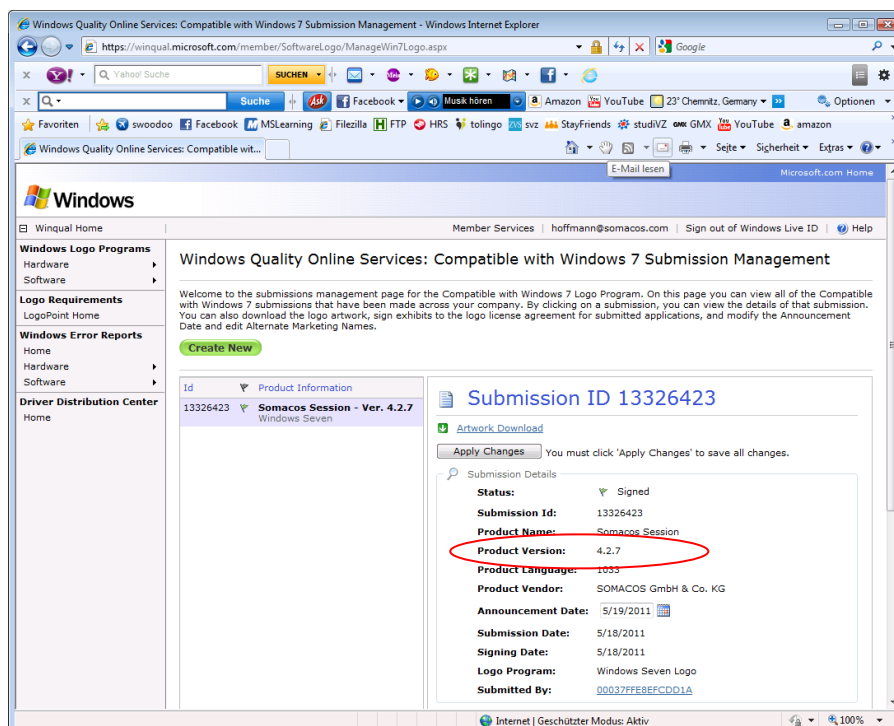 Windows Quality Online Services: Compatible with Windows 7 Submission Management - Windows Internet Explorer
https://winqual.microsoft.com/member/SoftwareLogo/ManageWin7Logo.aspx
Google
Yahoo! Suche
SUCHEN
Suche
Ask
Facebook
Musik hören
Amazon
YouTube
23° Chemnitz, Germany
Optionen
Favoriten
swoodoo
Facebook
MSLearning
Filezilla
FTP
HRS
tolingo
svz
StayFriends
studiVZ
GMX
YouTube
amazon
Windows Quality Online Services: Compatible wit...
Seite
Sicherheit
Extras
E-Mail lesen
Microsoft.com Home
Windows
Winqual Home
Member Services | hoffmann@somacos.com | Sign out of Windows Live ID | Help
Windows Logo Programs
Hardware
Software
Logo Requirements
LogoPoint Home
Windows Error Reports
Home
Hardware
Software
Driver Distribution Center
Home
Windows Quality Online Services: Compatible with Windows 7 Submission Management
Welcome to the submissions management page for the Compatible with Windows 7 Logo Program. On this page you can view all of the Compatible
with Windows 7 submissions that have been made across your company. By clicking on a submission, you can view the details of that submission.
You can also download the logo artwork, sign exhibits to the logo license agreement for submitted applications, and modify the Announcement
Date and edit Alternate Marketing Names.
Create New
Id Product Information
13326423 Somacos Session - Ver. 4.2.7
Windows Seven
Submission ID 13326423
Artwork Download
Apply Changes You must click 'Apply Changes' to save all changes.
Submission Details
Status: Signed
Submission Id: 13326423
Product Name: Somacos Session
Product Version: 4.2.7
Product Language: 1033
Product Vendor: SOMACOS GmbH & Co. KG
Announcement Date: 5/19/2011
Submission Date: 5/18/2011
Signing Date: 5/18/2011
Logo Program: Windows Seven Logo
Submitted By: 00037FFE8EFCDD1A
Internet | Geschützter Modus: Aktiv
100%